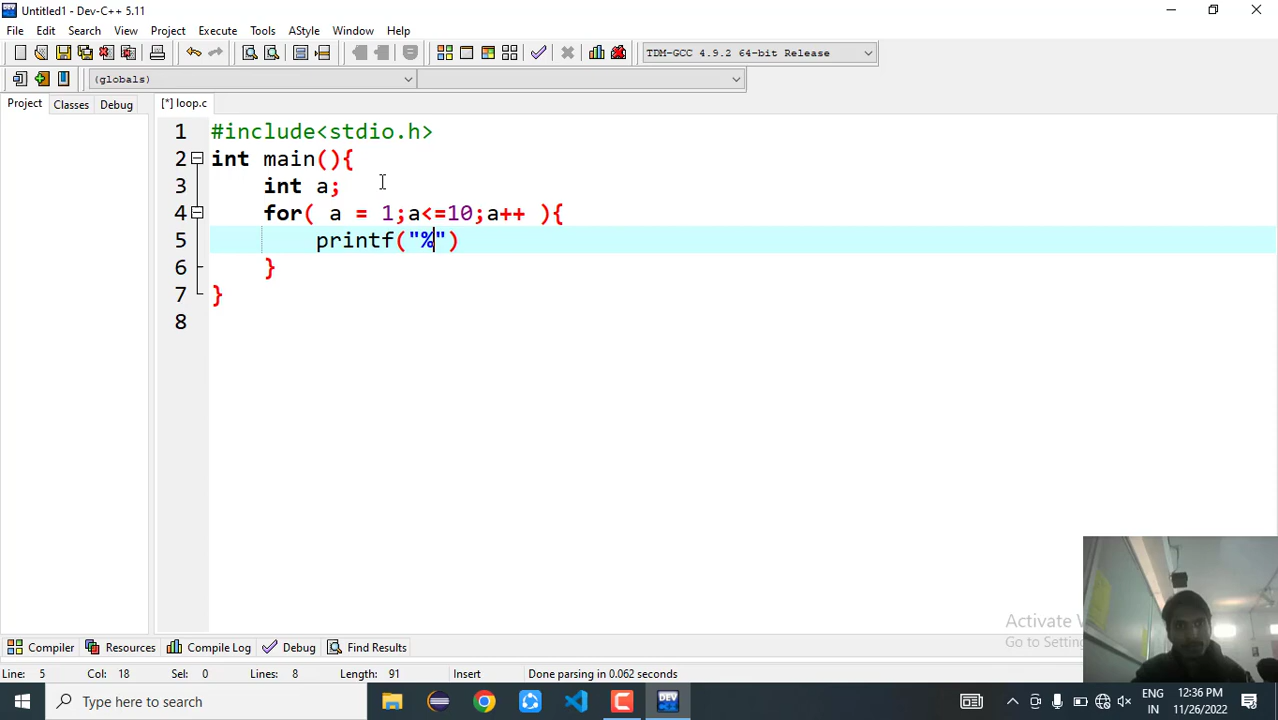 Untitled1 - Dev-C++ 5.11
File Edit Search View Project Execute Tools AStyle Window Help
TDM-GCC 4.9.2 64-bit Release
(globals)
Project Classes Debug [*] loop.c
1 #include<stdio.h>
2 int main(){
3 int a;
4 for( a = 1;a<=10;a++ ){
5 printf("%")
6 }
7 }
8
Activate
Go to Setting
Compiler Resources Compile Log Debug Find Results
Line: 5 Col: 18 Sel: 0 Lines: 8 Length: 91 Insert Done parsing in 0.062 seconds
Type here to search
DEV
ENG 12:36 PM
IN 11/26/2022